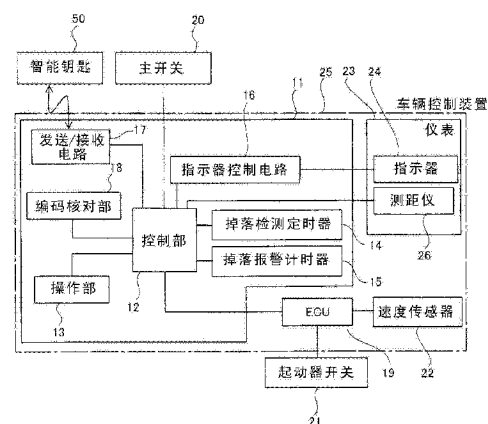 50
20
智能钥匙
主开关
16
11
25
23
24
车辆控制装置
17
仪表
发送/接收
电路
指示器控制电路
指示器
18
编码核对部
控制部
测距仪
掉落检测定时器
14
26
掉落报警计时器
操作部
12
15
13
ECU
速度传感器
19
22
起动器开关
21